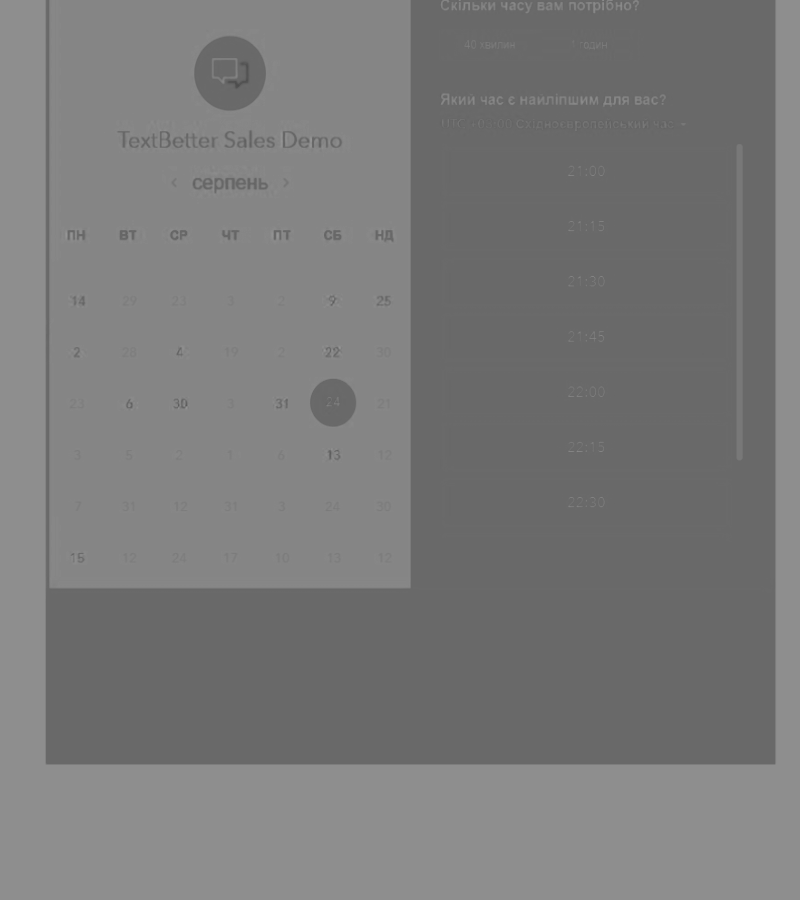 TextBetter Sales Demo
‹ серпень ›
ПН ВТ СР ЧТ ПТ СБ НД
14 29 23 3 2 9 25
2 28 4 19 2 22 30
23 6 30 3 31 24 21
3 5 2 1 6 13 12
7 31 12 31 3 24 30
15 12 24 17 10 13 12
Скільки часу вам потрібно?
40 хвилин 1 годин
Який час є найліпшим для вас?
Східноєвропейський час
21:00
21:15
21:30
21:45
22:00
22:15
22:30